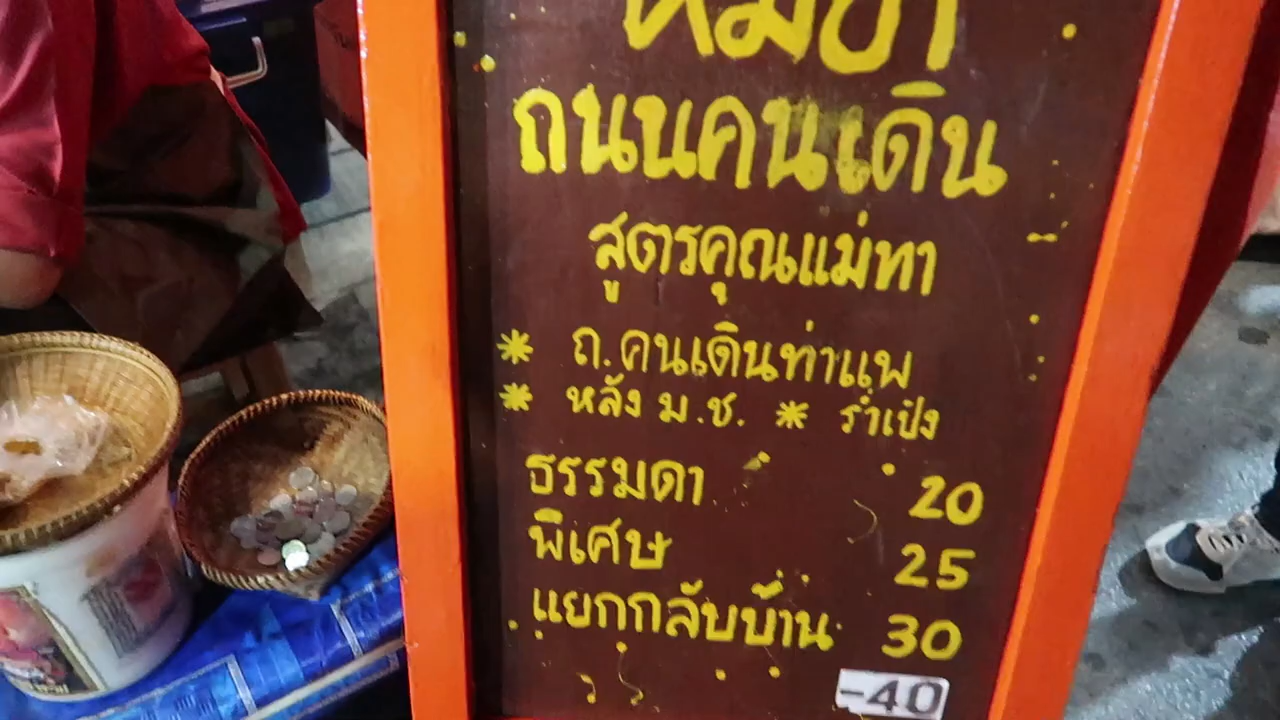 ถนนคนเดิน
สูตรคุณแม่ทา
* ถ.คนเดินท่าแพ
* หลัง ม.ช. * ร่ำเปิง
ธรรมดา 20
พิเศษ 25
แยกกลับบ้าน 30
-40